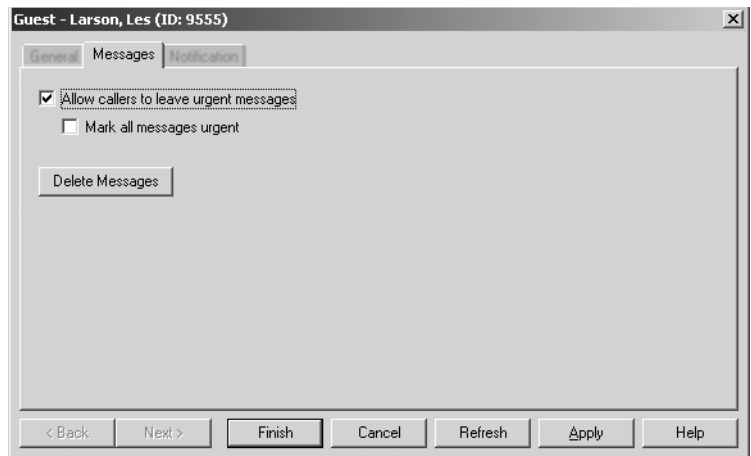 Guest - Larson, Les (ID: 9555)
General Messages Notification
Allow callers to leave urgent messages
Mark all messages urgent
Delete Messages
< Back Next > Finish Cancel Refresh Apply Help